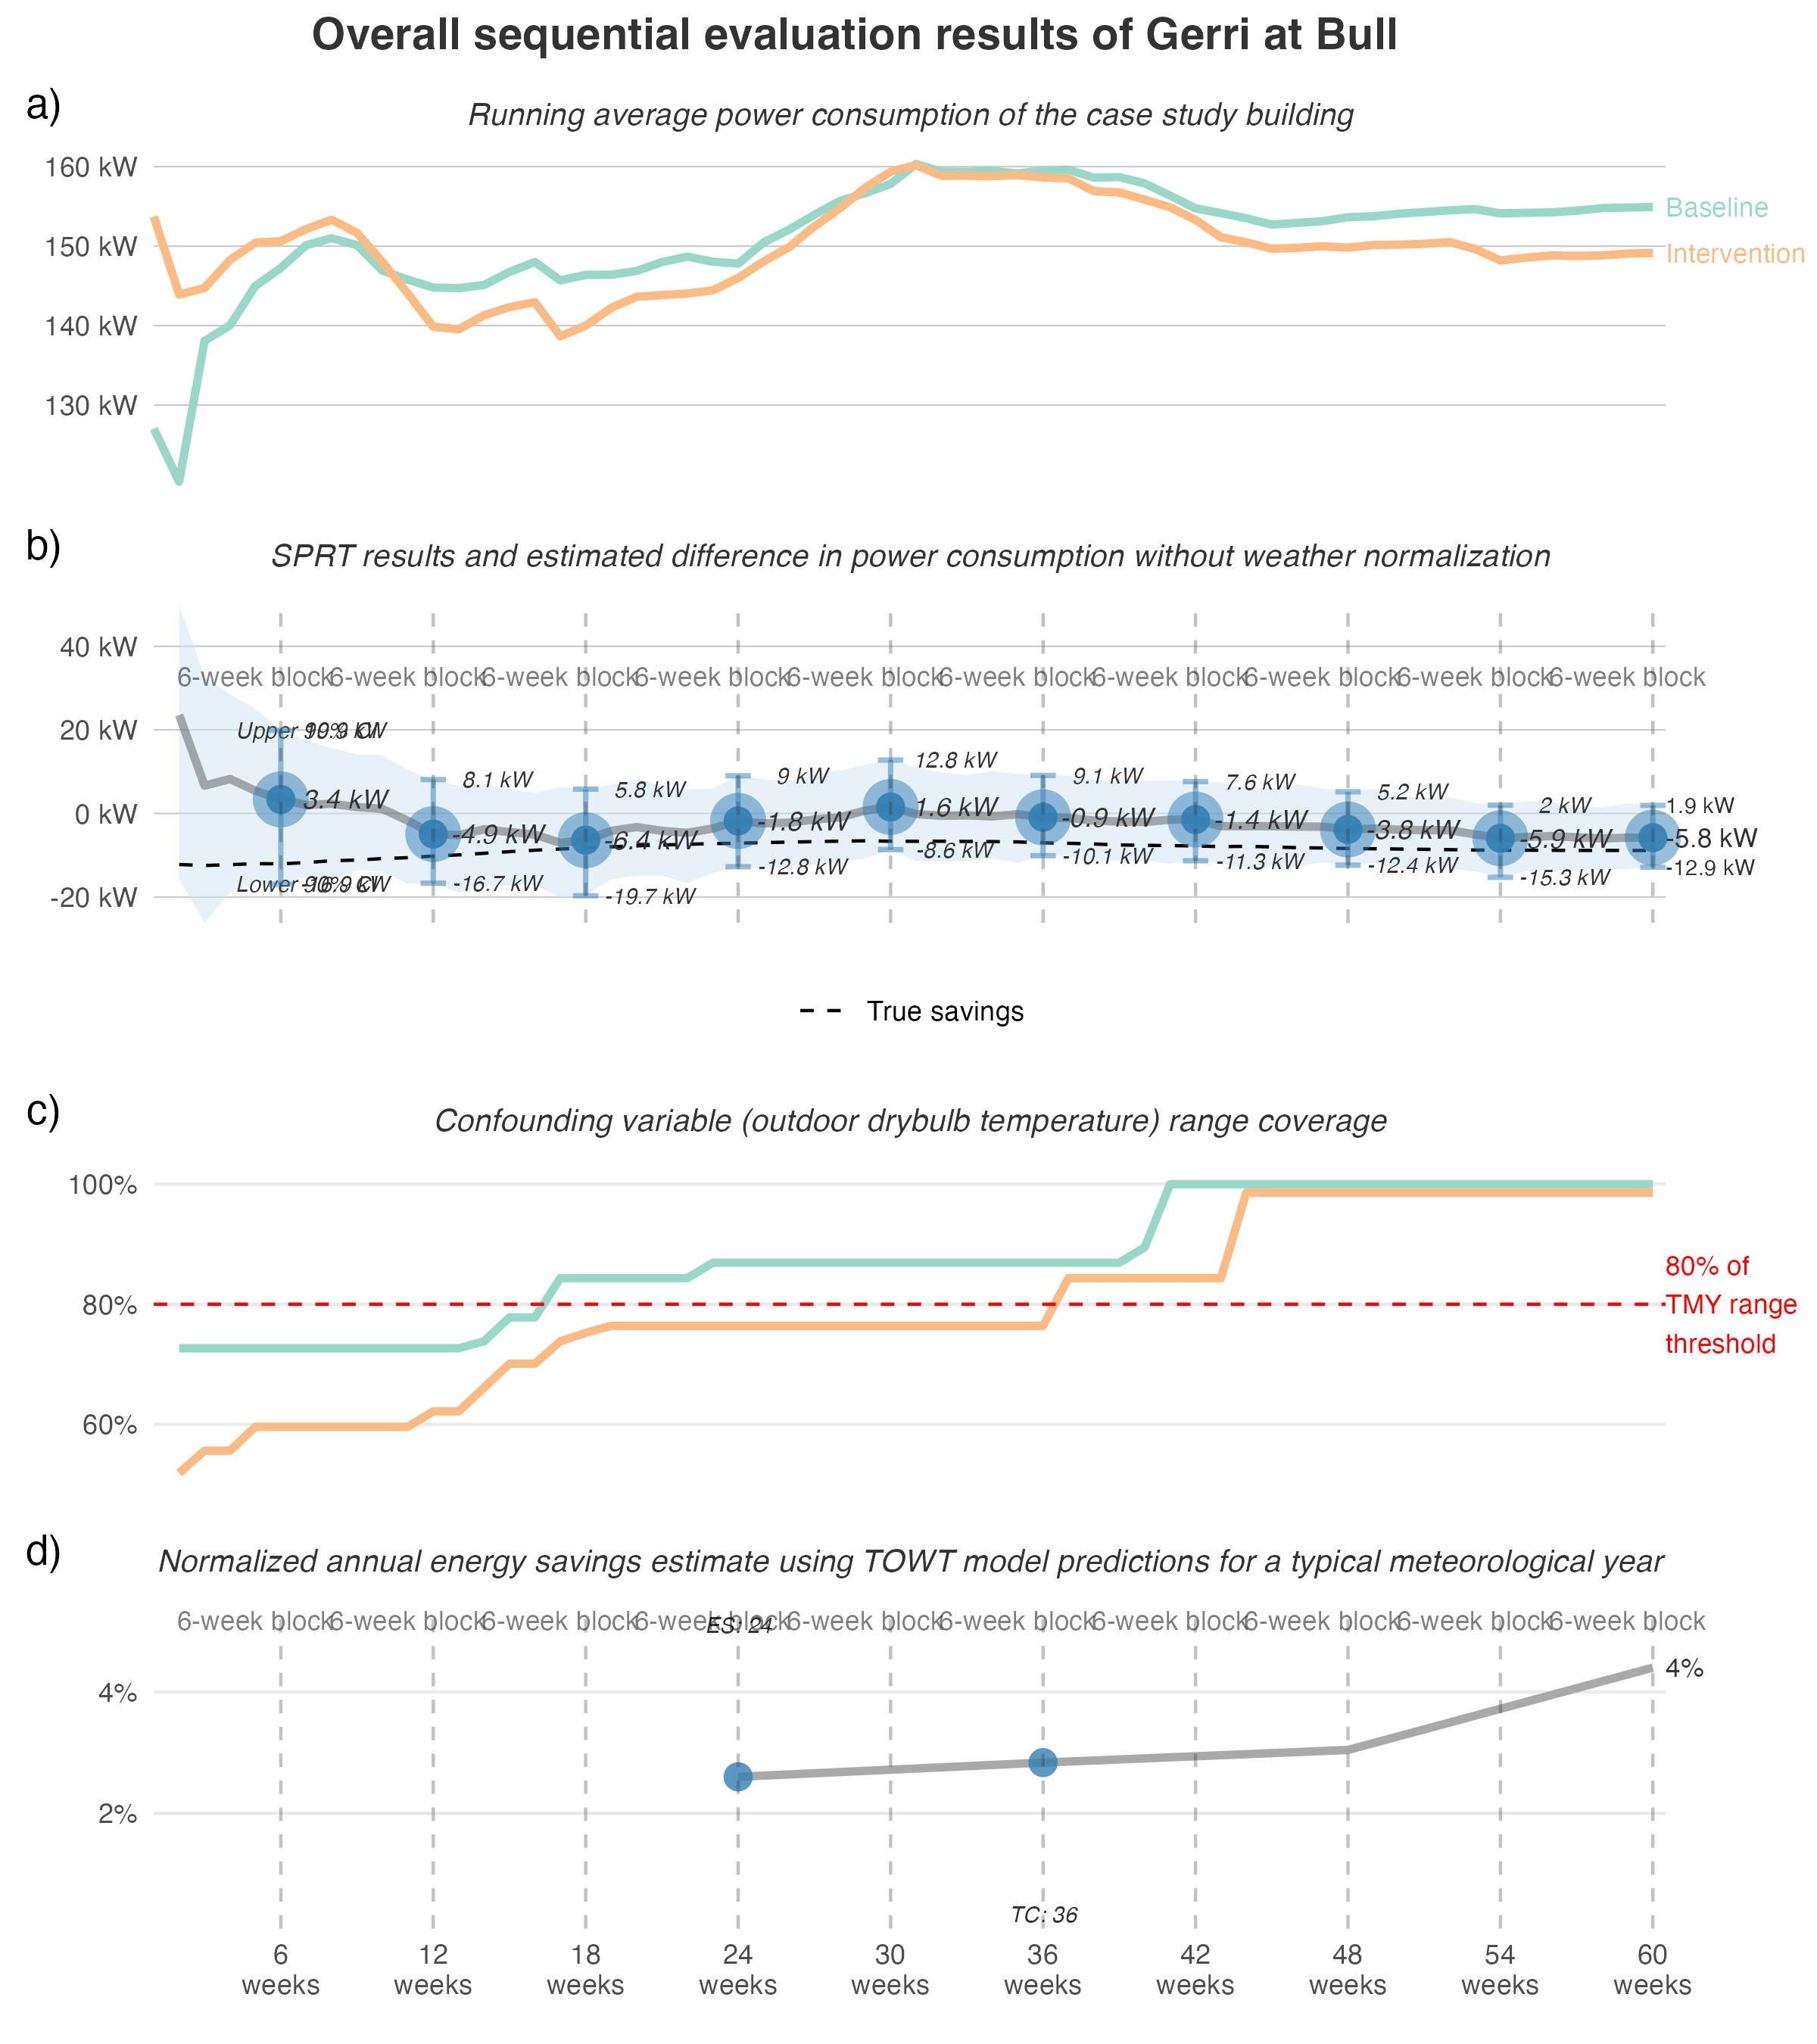 Overall sequential evaluation results of Gerri at Bull
a)
Running average power consumption of the case study building
160 kW
150 kW
140 kW
130 kW
Baseline
Intervention
b)
SPRT results and estimated difference in power consumption without weather normalization
40 kW
20 kW
0 kW
-20 kW
6-week block 6-week block 6-week block 6-week block 6-week block 6-week block 6-week block 6-week block 6-week block 6-week block
Upper 90% CI
8.1 kW
5.8 kW
9 kW
12.8 kW
9.1 kW
7.6 kW
5.2 kW
2 kW
1.9 kW
3.4 kW
-4.9 kW
-6.4 kW
-1.8 kW
1.6 kW
-0.9 kW
-1.4 kW
-3.8 kW
-5.9 kW
-5.8 kW
Lower 90% CI
-16.7 kW
-19.7 kW
-12.8 kW
-8.6 kW
-10.1 kW
-11.3 kW
-12.4 kW
-15.3 kW
-12.9 kW
True savings
c)
Confounding variable (outdoor drybulb temperature) range coverage
100%
80%
60%
80% of
TMY range
threshold
d)
Normalized annual energy savings estimate using TOWT model predictions for a typical meteorological year
6-week block 6-week block 6-week block 6-week block 6-week block 6-week block 6-week block 6-week block 6-week block 6-week block
ES: 24
4%
2%
4%
TC: 36
6 12 18 24 30 36 42 48 54 60
weeks weeks weeks weeks weeks weeks weeks weeks weeks weeks